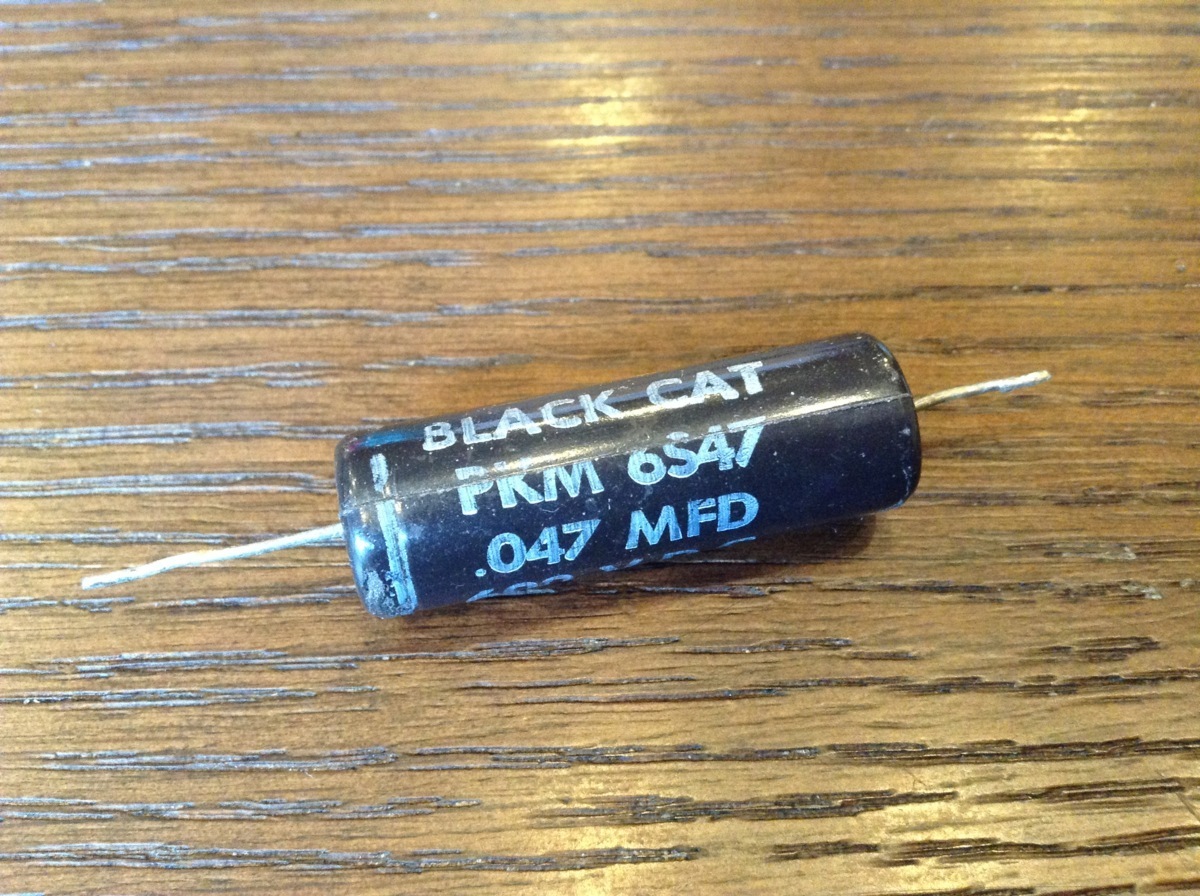 BLACK CAT
PKM 6S47
.047 MFD